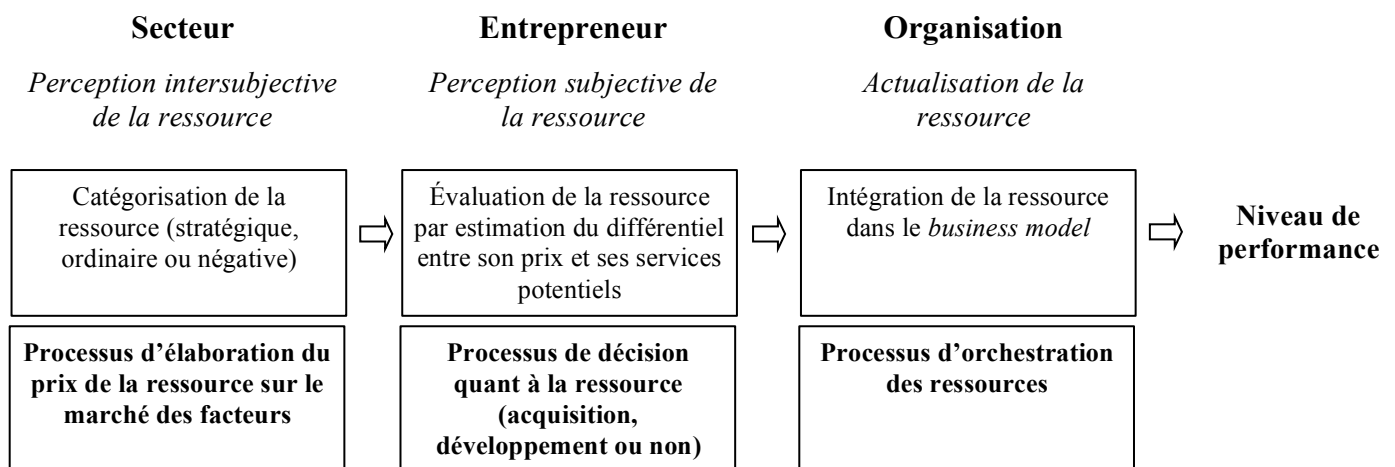 Secteur
Perception intersubjective
de la ressource
Entrepreneur
Perception subjective de
la ressource
Organisation
Actualisation de la
ressource
Catégorisation de la
ressource (stratégique,
ordinaire ou négative)
Évaluation de la ressource
par estimation du différentiel
entre son prix et ses services
potentiels
Intégration de la ressource
dans le business model
Niveau de
performance
Processus d’élaboration du
prix de la ressource sur le
marché des facteurs
Processus de décision
quant à la ressource
(acquisition,
développement ou non)
Processus d’orchestration
des ressources